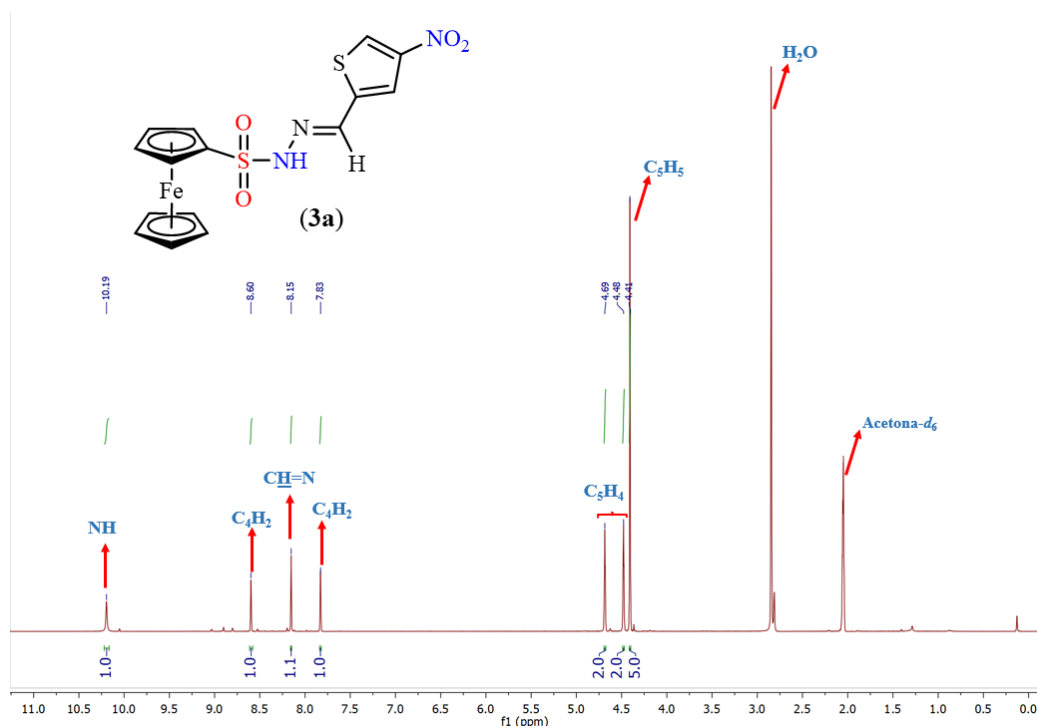 NO₂
S
N
H
O
S
NH
O
Fe
(3a)
H₂O
C₅H₅
10.19
8.60
8.15
7.83
4.69
4.48
4.41
Acetona-d₆
NH
C₄H₂
CH=N
C₄H₂
C₅H₄
1.0
1.0
1.1
1.0
2.0
2.0
5.0
11.0 10.5 10.0 9.5 9.0 8.5 8.0 7.5 7.0 6.5 6.0 5.5 5.0 4.5 4.0 3.5 3.0 2.5 2.0 1.5 1.0 0.5 0.0
f1 (ppm)